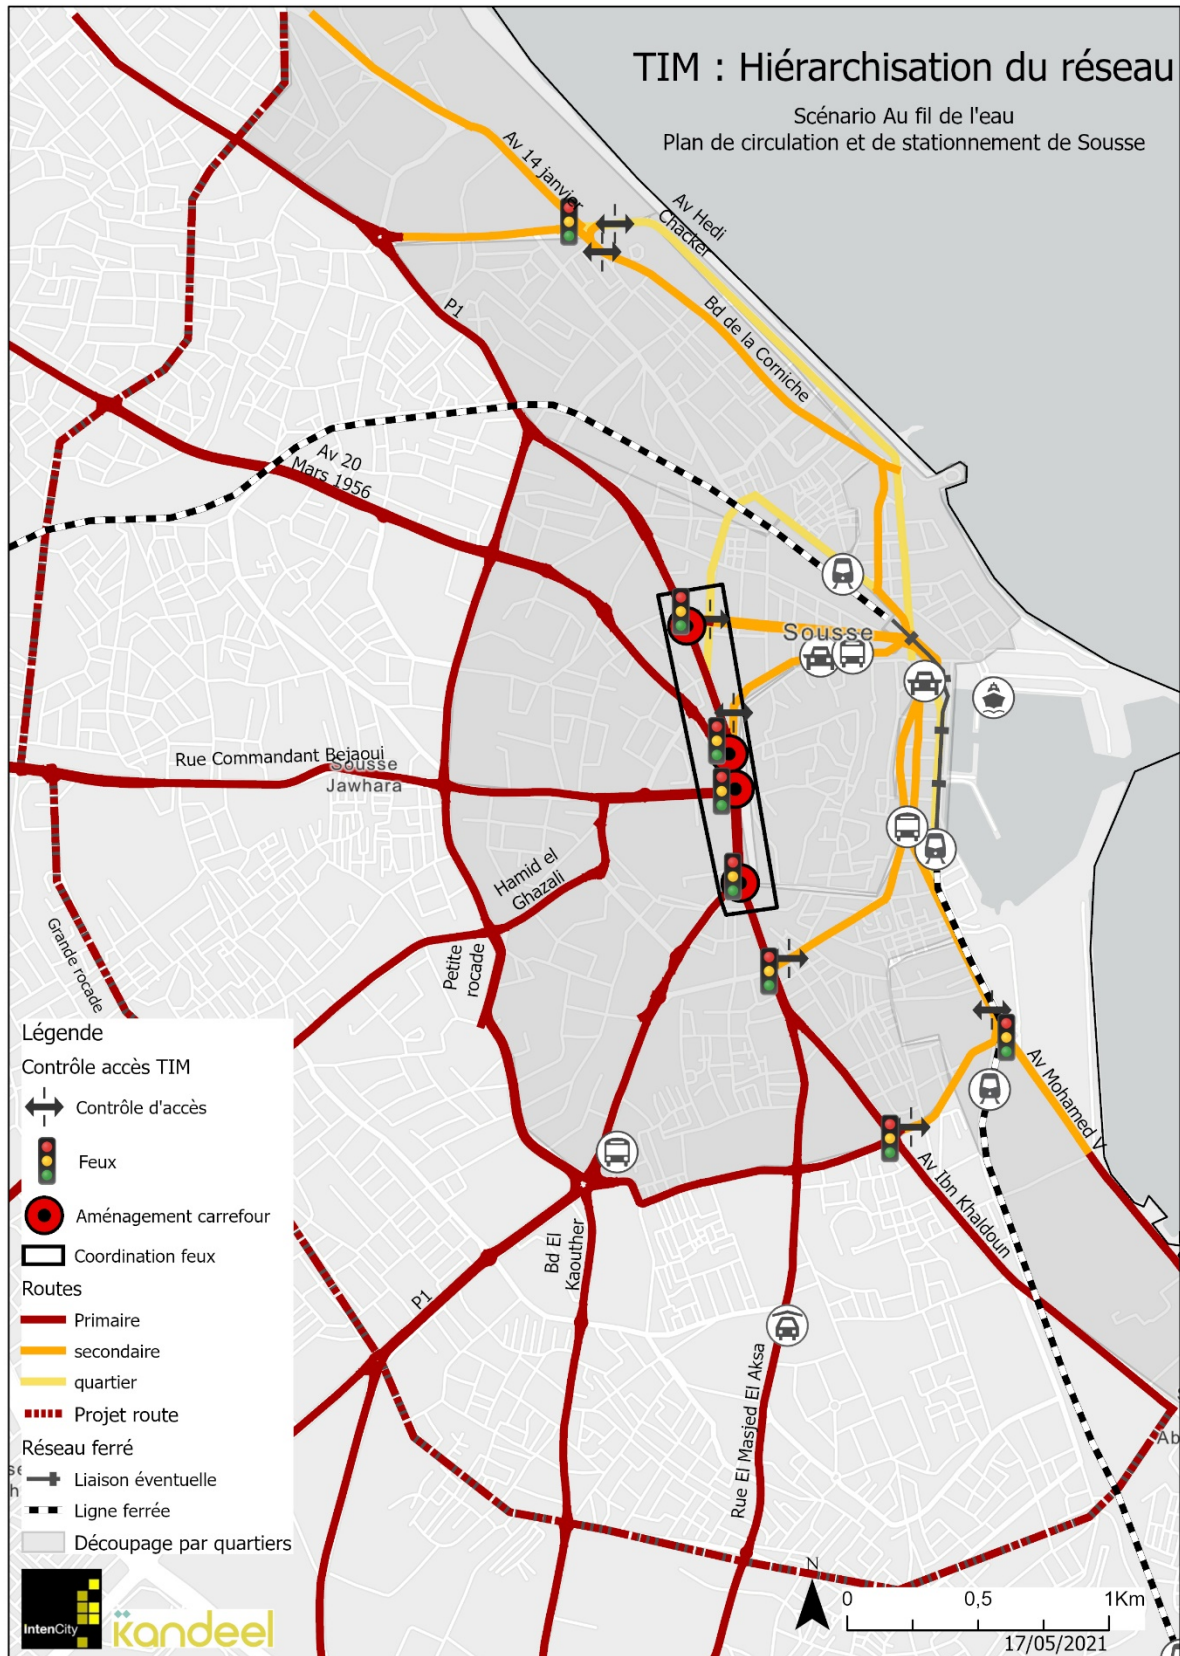 TIM : Hiérarchisation du réseau
Scénario Au fil de l'eau
Plan de circulation et de stationnement de Sousse
Av 14 janvier
Av Hedi
Chacker
P1
Bd de la Corniche
Av 20
Mars 1956
Sousse
Rue Commandant Bejaoui
Sousse
Jawhara
Hamid el
Ghazali
Petite
rocade
Grande rocade
Av Mohamed V
Av Ibn Khaldoun
Bd El
Kaouther
P1
Rue El Masjed El Aksa
Ab
Légende
Contrôle accès TIM
Contrôle d'accès
Feux
Aménagement carrefour
Coordination feux
Routes
Primaire
secondaire
quartier
Projet route
Réseau ferré
Liaison éventuelle
Ligne ferrée
Découpage par quartiers
IntenCity
kandeel
N
0 0,5 1Km
17/05/2021